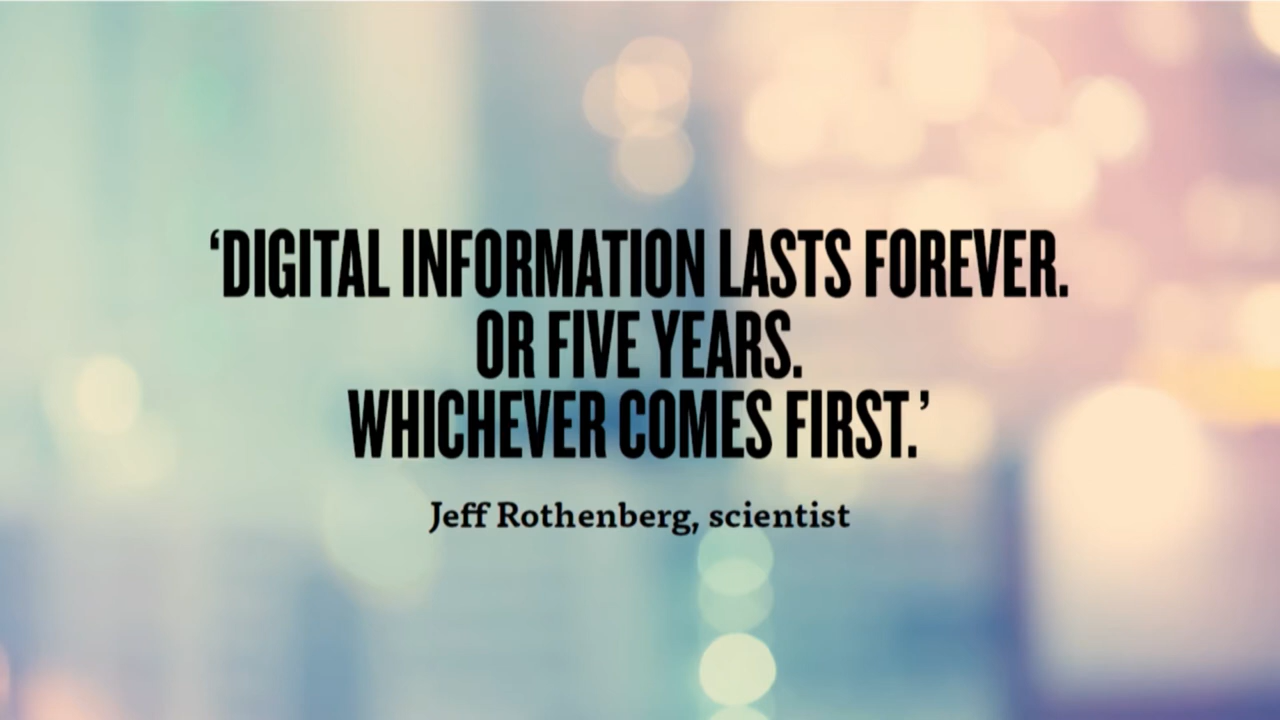 ‘DIGITAL INFORMATION LASTS FOREVER.
OR FIVE YEARS.
WHICHEVER COMES FIRST.’
Jeff Rothenberg, scientist